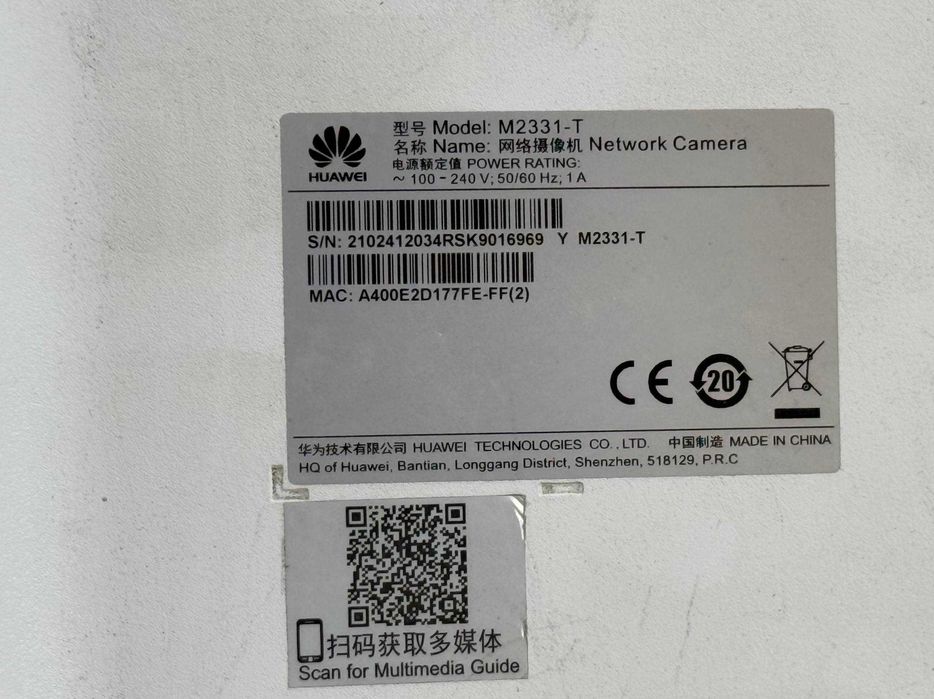 HUAWEI
型号 Model: M2331-T
名称 Name: 网络摄像机 Network Camera
电源额定值 POWER RATING:
~ 100 - 240 V; 50/60 Hz; 1 A
S/N: 2102412034RSK9016969 Y M2331-T
MAC: A400E2D177FE-FF(2)
CE 20
华为技术有限公司 HUAWEI TECHNOLOGIES CO.,LTD. 中国制造 MADE IN CHINA
HQ of Huawei, Bantian, Longgang District, Shenzhen, 518129, P.R.C
扫码获取多媒体
Scan for Multimedia Guide